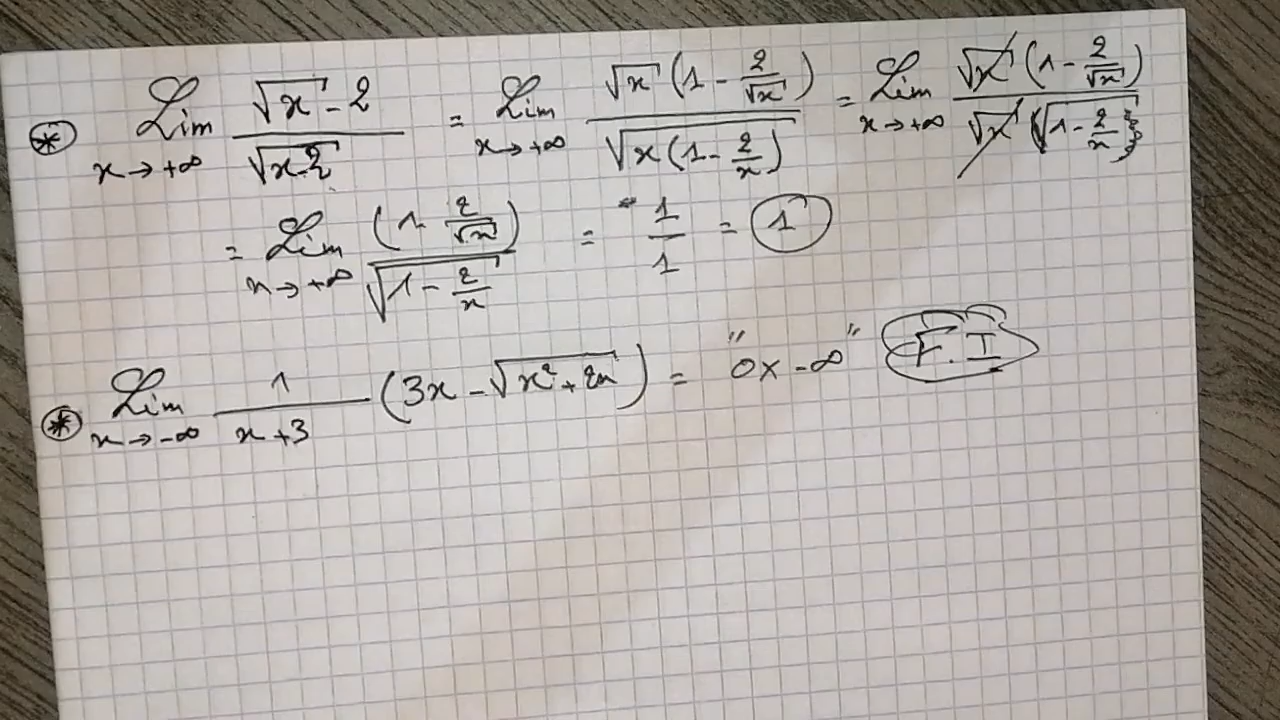 * Lim x→+∞ (√x - 2)/(√(x-2)) = Lim x→+∞ (√x (1 - 2/√x))/(√(x(1 - 2/x))) = Lim x→+∞ (√x (1 - 2/√x))/(√x (√(1 - 2/x)))
= Lim x→+∞ (1 - 2/√x)/(√(1 - 2/x)) = 1/1 = 1
* Lim x→-∞ 1/(x+3) (3x - √(x²+2x)) = "0x -∞" F.I